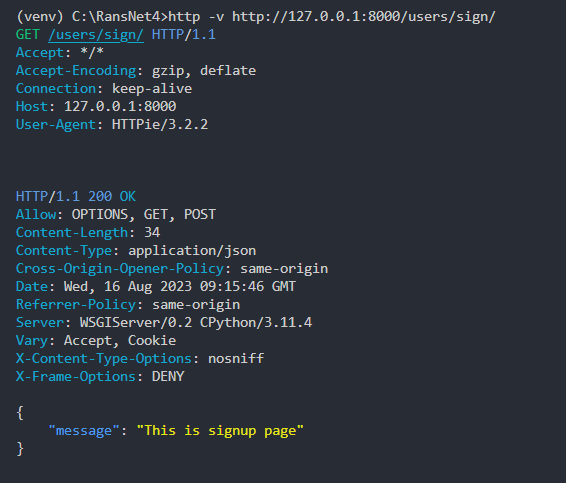 (venv) C:\RansNet4>http -v http://127.0.0.1:8000/users/sign/
GET /users/sign/ HTTP/1.1
Accept: */*
Accept-Encoding: gzip, deflate
Connection: keep-alive
Host: 127.0.0.1:8000
User-Agent: HTTPie/3.2.2
HTTP/1.1 200 OK
Allow: OPTIONS, GET, POST
Content-Length: 34
Content-Type: application/json
Cross-Origin-Opener-Policy: same-origin
Date: Wed, 16 Aug 2023 09:15:46 GMT
Referrer-Policy: same-origin
Server: WSGIServer/0.2 CPython/3.11.4
Vary: Accept, Cookie
X-Content-Type-Options: nosniff
X-Frame-Options: DENY
{
    "message": "This is signup page"
}